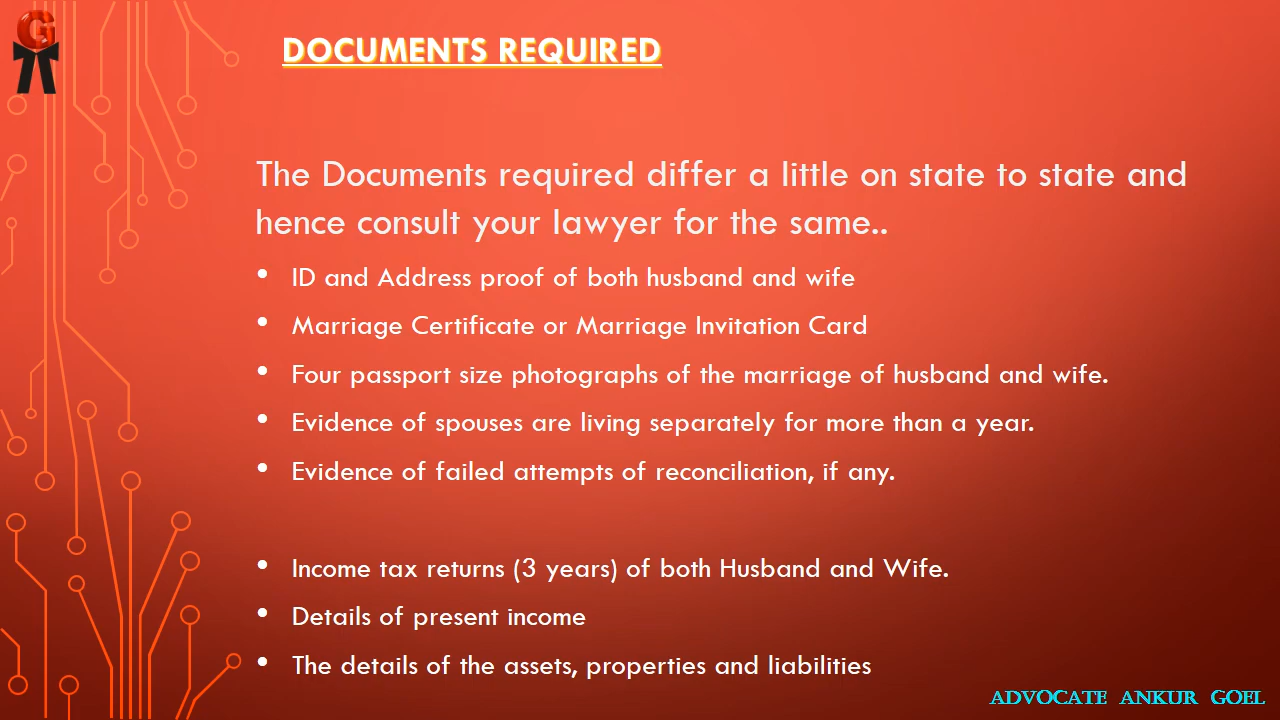 G
DOCUMENTS REQUIRED
The Documents required differ a little on state to state and
hence consult your lawyer for the same..
• ID and Address proof of both husband and wife
• Marriage Certificate or Marriage Invitation Card
• Four passport size photographs of the marriage of husband and wife.
• Evidence of spouses are living separately for more than a year.
• Evidence of failed attempts of reconciliation, if any.
• Income tax returns (3 years) of both Husband and Wife.
• Details of present income
• The details of the assets, properties and liabilities
ADVOCATE ANKUR GOEL